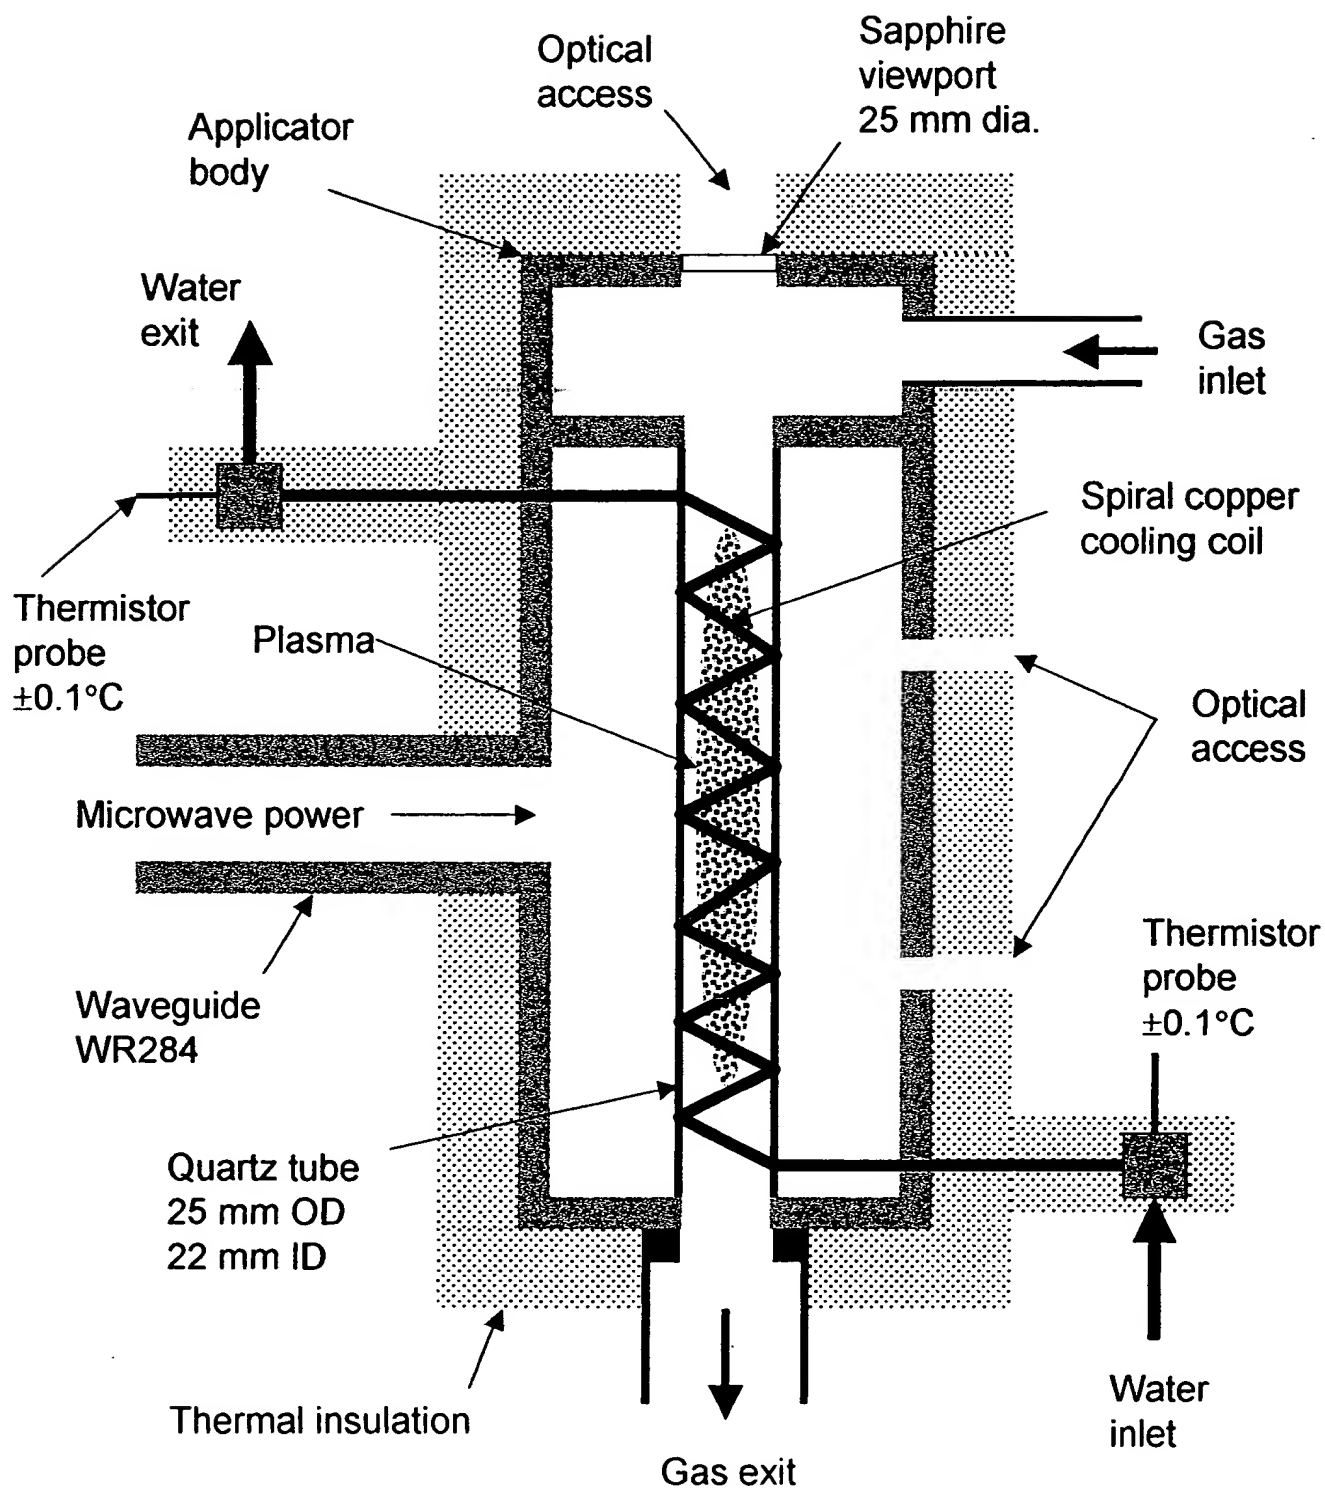 Optical
access
Sapphire
viewport
25 mm dia.
Applicator
body
Water
exit
Gas
inlet
Spiral copper
cooling coil
Thermistor
probe
±0.1°C
Plasma
Optical
access
Microwave power
Thermistor
probe
±0.1°C
Waveguide
WR284
Quartz tube
25 mm OD
22 mm ID
Water
inlet
Thermal insulation
Gas exit